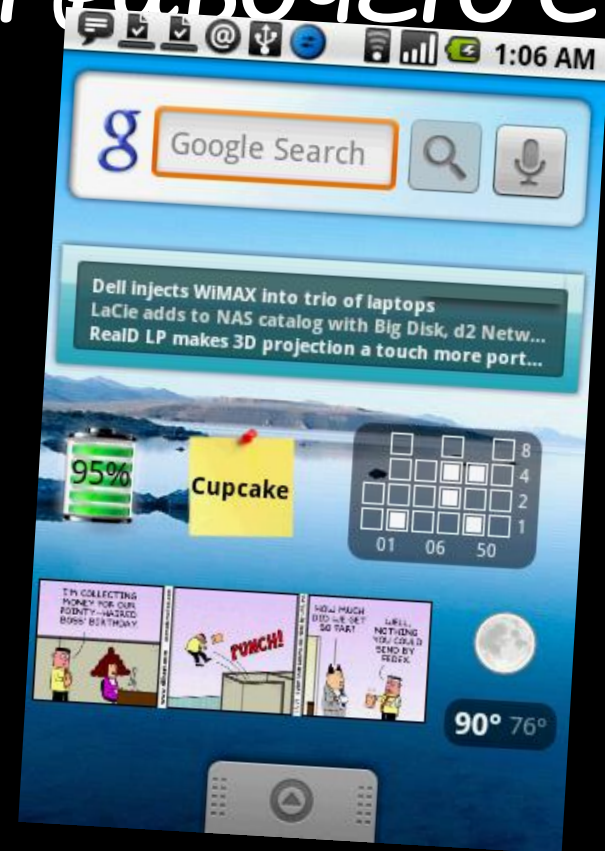 1:06 AM
g
Google Search
Dell injects WiMAX into trio of laptops
LaCie adds to NAS catalog with Big Disk, d2 Netw...
RealD LP makes 3D projection a touch more port...
95%
Cupcake
8
4
2
1
01 06 50
I'M COLLECTING
MONEY FOR OUR
POINTY-HAIRED
BOSS' BIRTHDAY.
PUNCH!
HOW MUCH
DID WE GET
SO FAR?
WELL,
NOTHING
YOU COULD
SEND BY
FEDEX.
90° 76°